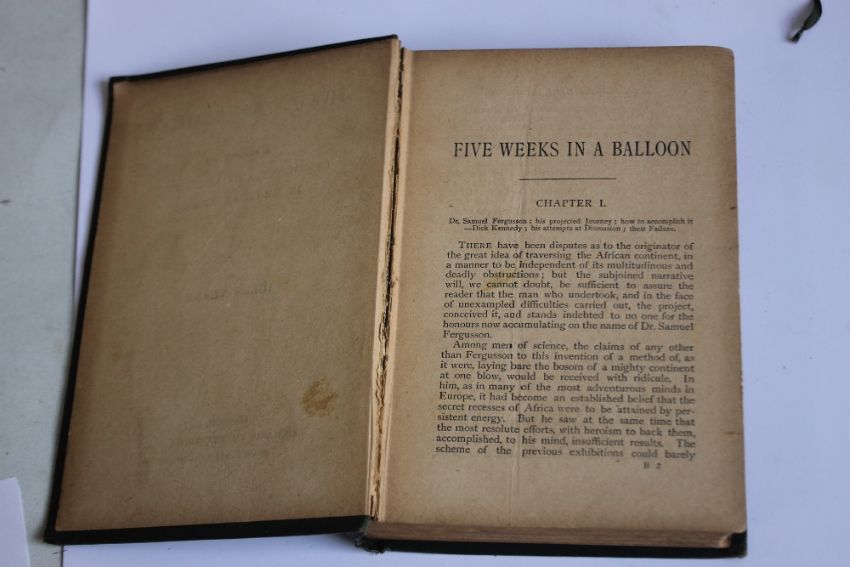 FIVE WEEKS IN A BALLOON
CHAPTER I.
Dr. Samuel Fergusson; his projected Journey; how to accomplish it
—Dick Kennedy; his attempts at Dissuasion; their Failure.
THERE have been disputes as to the originator of
the great idea of traversing the African continent, in
a manner to be independent of its multitudinous and
deadly obstructions; but the subjoined narrative
will, we cannot doubt, be sufficient to assure the
reader that the man who undertook, and in the face
of unexampled difficulties carried out, the project,
conceived it, and stands indebted to no one for the
honours now accumulating on the name of Dr. Samuel
Fergusson.
Among men of science, the claims of any other
than Fergusson to this invention of a method of, as
it were, laying bare the bosom of a mighty continent
at one blow, would be received with ridicule. In
him, as in many of the most adventurous minds in
Europe, it had become an established belief that the
secret recesses of Africa were to be attained by per-
sistent energy. But he saw at the same time that
the most resolute efforts, with heroism to back them,
accomplished, to his mind, insufficient results. The
scheme of the previous exhibitions could barely
B 2